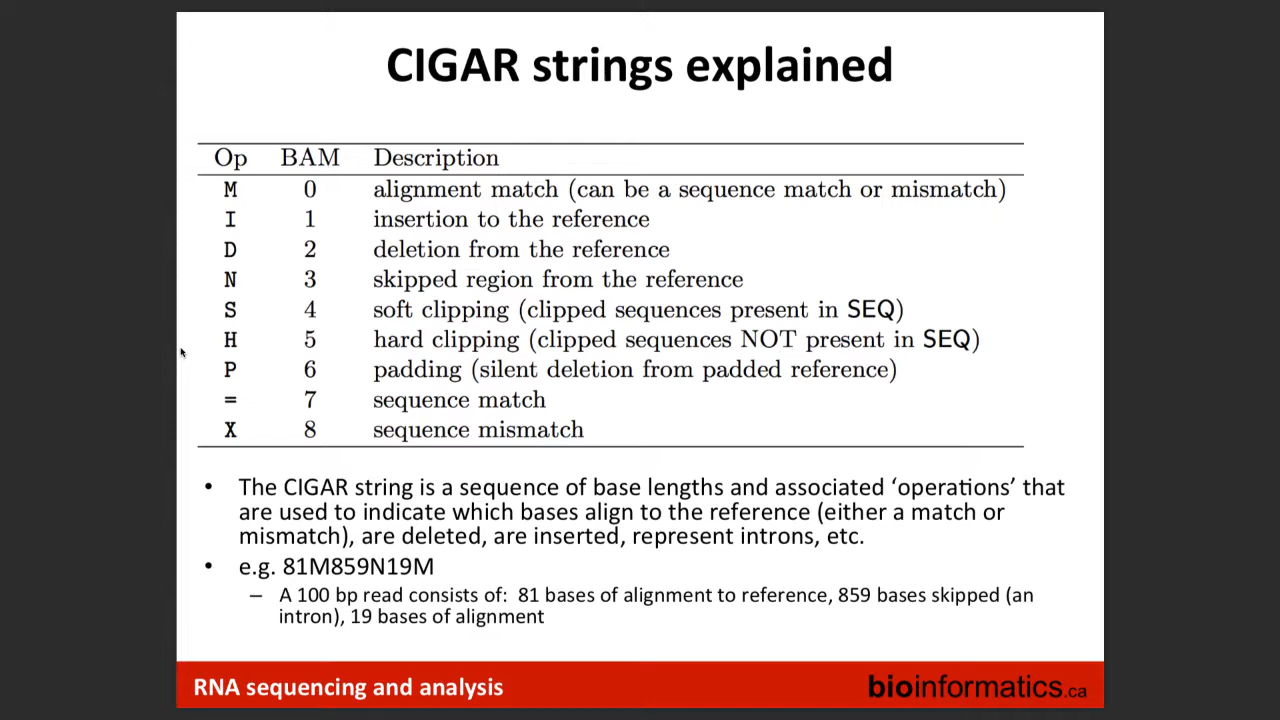 CIGAR strings explained
Op BAM Description
M 0 alignment match (can be a sequence match or mismatch)
I 1 insertion to the reference
D 2 deletion from the reference
N 3 skipped region from the reference
S 4 soft clipping (clipped sequences present in SEQ)
H 5 hard clipping (clipped sequences NOT present in SEQ)
P 6 padding (silent deletion from padded reference)
= 7 sequence match
X 8 sequence mismatch
• The CIGAR string is a sequence of base lengths and associated ‘operations’ that
are used to indicate which bases align to the reference (either a match or
mismatch), are deleted, are inserted, represent introns, etc.
• e.g. 81M859N19M
– A 100 bp read consists of: 81 bases of alignment to reference, 859 bases skipped (an
intron), 19 bases of alignment
RNA sequencing and analysis
bioinformatics.ca